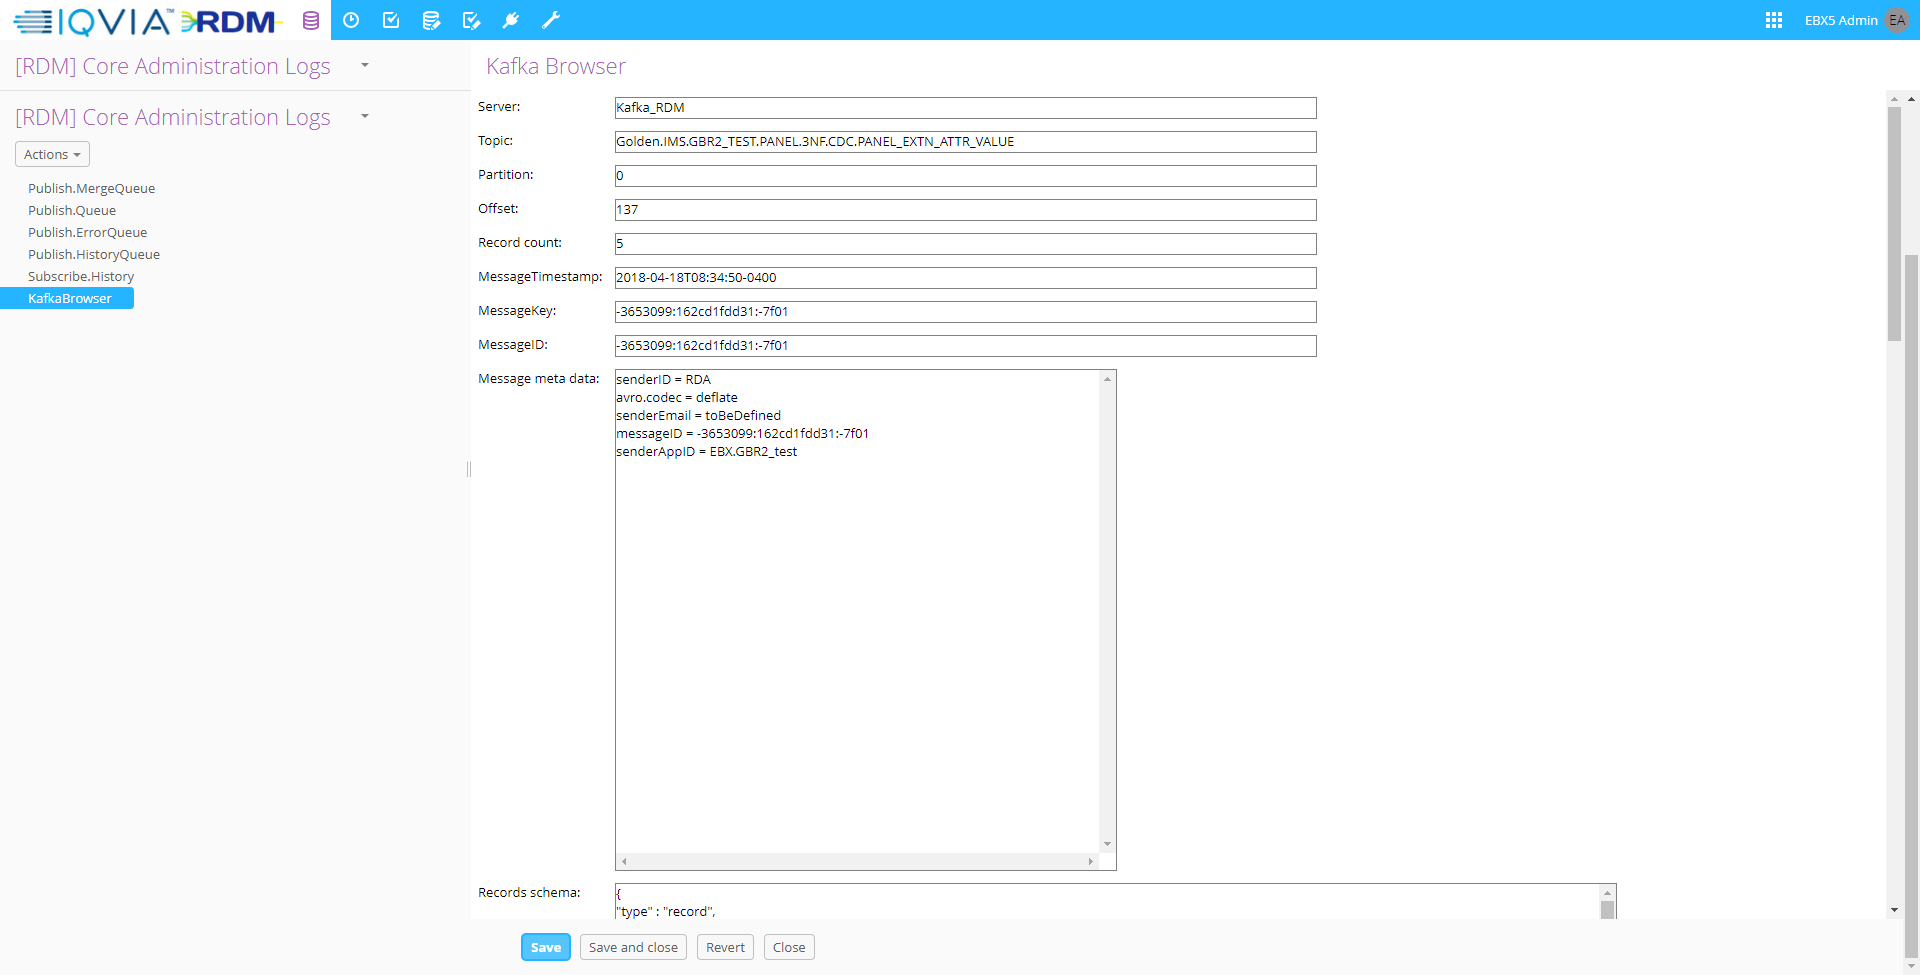 IQVIA™ RDM
EBX5 Admin EA
[RDM] Core Administration Logs
[RDM] Core Administration Logs
Actions
Publish.MergeQueue
Publish.Queue
Publish.ErrorQueue
Publish.HistoryQueue
Subscribe.History
KafkaBrowser
Kafka Browser
Server: Kafka_RDM
Topic: Golden.IMS.GBR2_TEST.PANEL.3NF.CDC.PANEL_EXTN_ATTR_VALUE
Partition: 0
Offset: 137
Record count: 5
MessageTimestamp: 2018-04-18T08:34:50-0400
MessageKey: -3653099:162cd1fdd31:-7f01
MessageID: -3653099:162cd1fdd31:-7f01
Message meta data: senderID = RDA
avro.codec = deflate
senderEmail = toBeDefined
messageID = -3653099:162cd1fdd31:-7f01
senderAppID = EBX.GBR2_test
Records schema: {
"type" : "record",
Save Save and close Revert Close